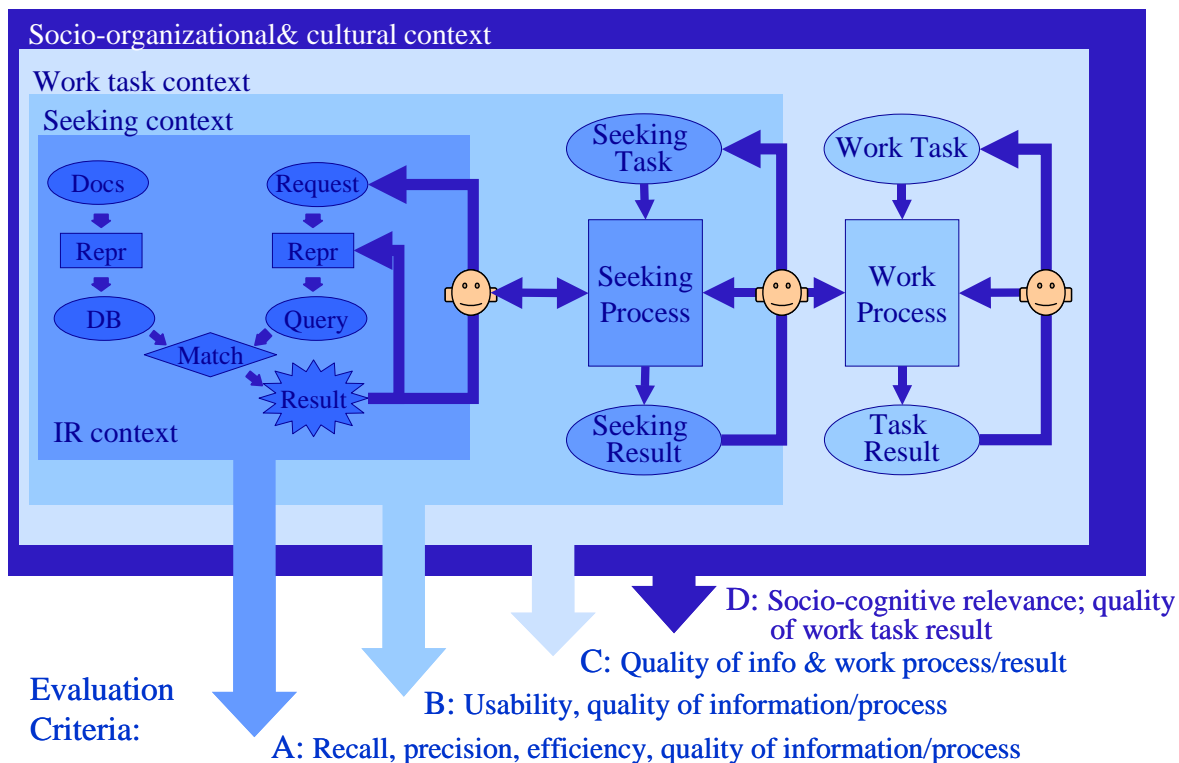 Socio-organizational& cultural context
Work task context
Seeking context
Docs
Repr
DB
Request
Repr
Query
Match
Result
IR context
Seeking
Task
Seeking
Process
Seeking
Result
Work Task
Work
Process
Task
Result
D: Socio-cognitive relevance; quality
of work task result
C: Quality of info & work process/result
B: Usability, quality of information/process
A: Recall, precision, efficiency, quality of information/process
Evaluation
Criteria: